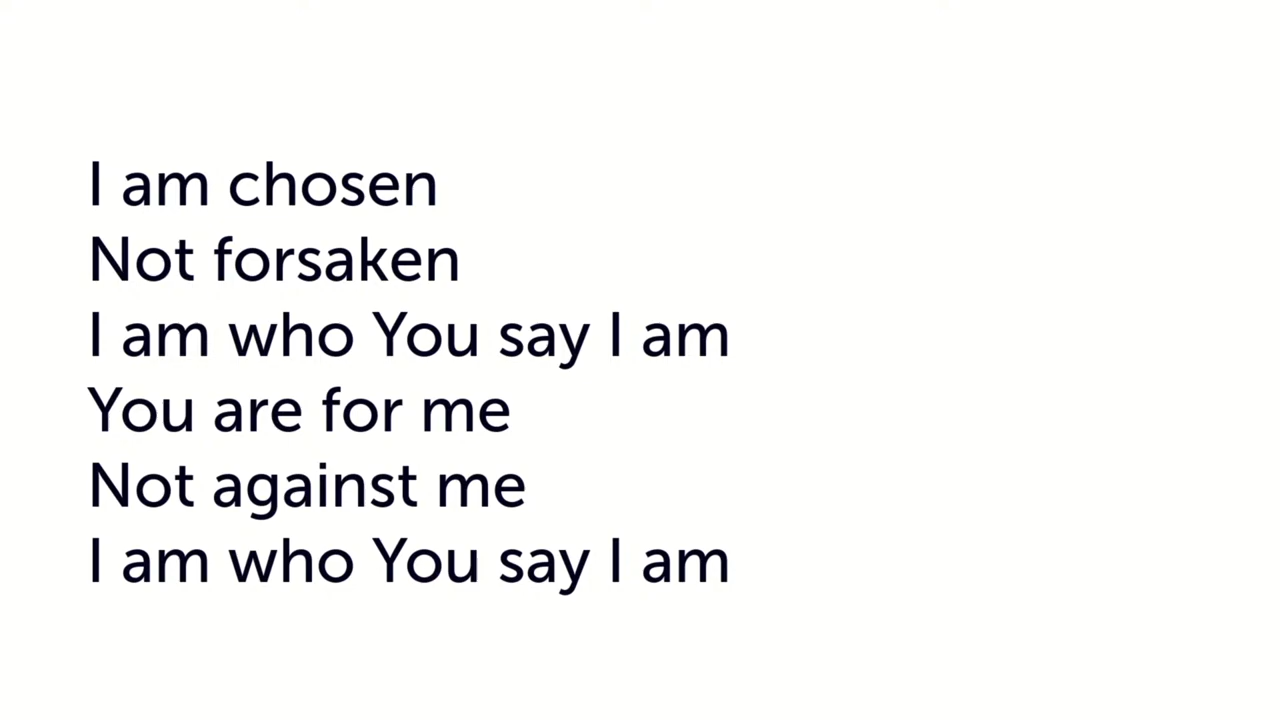 I am chosen
Not forsaken
I am who You say I am
You are for me
Not against me
I am who You say I am